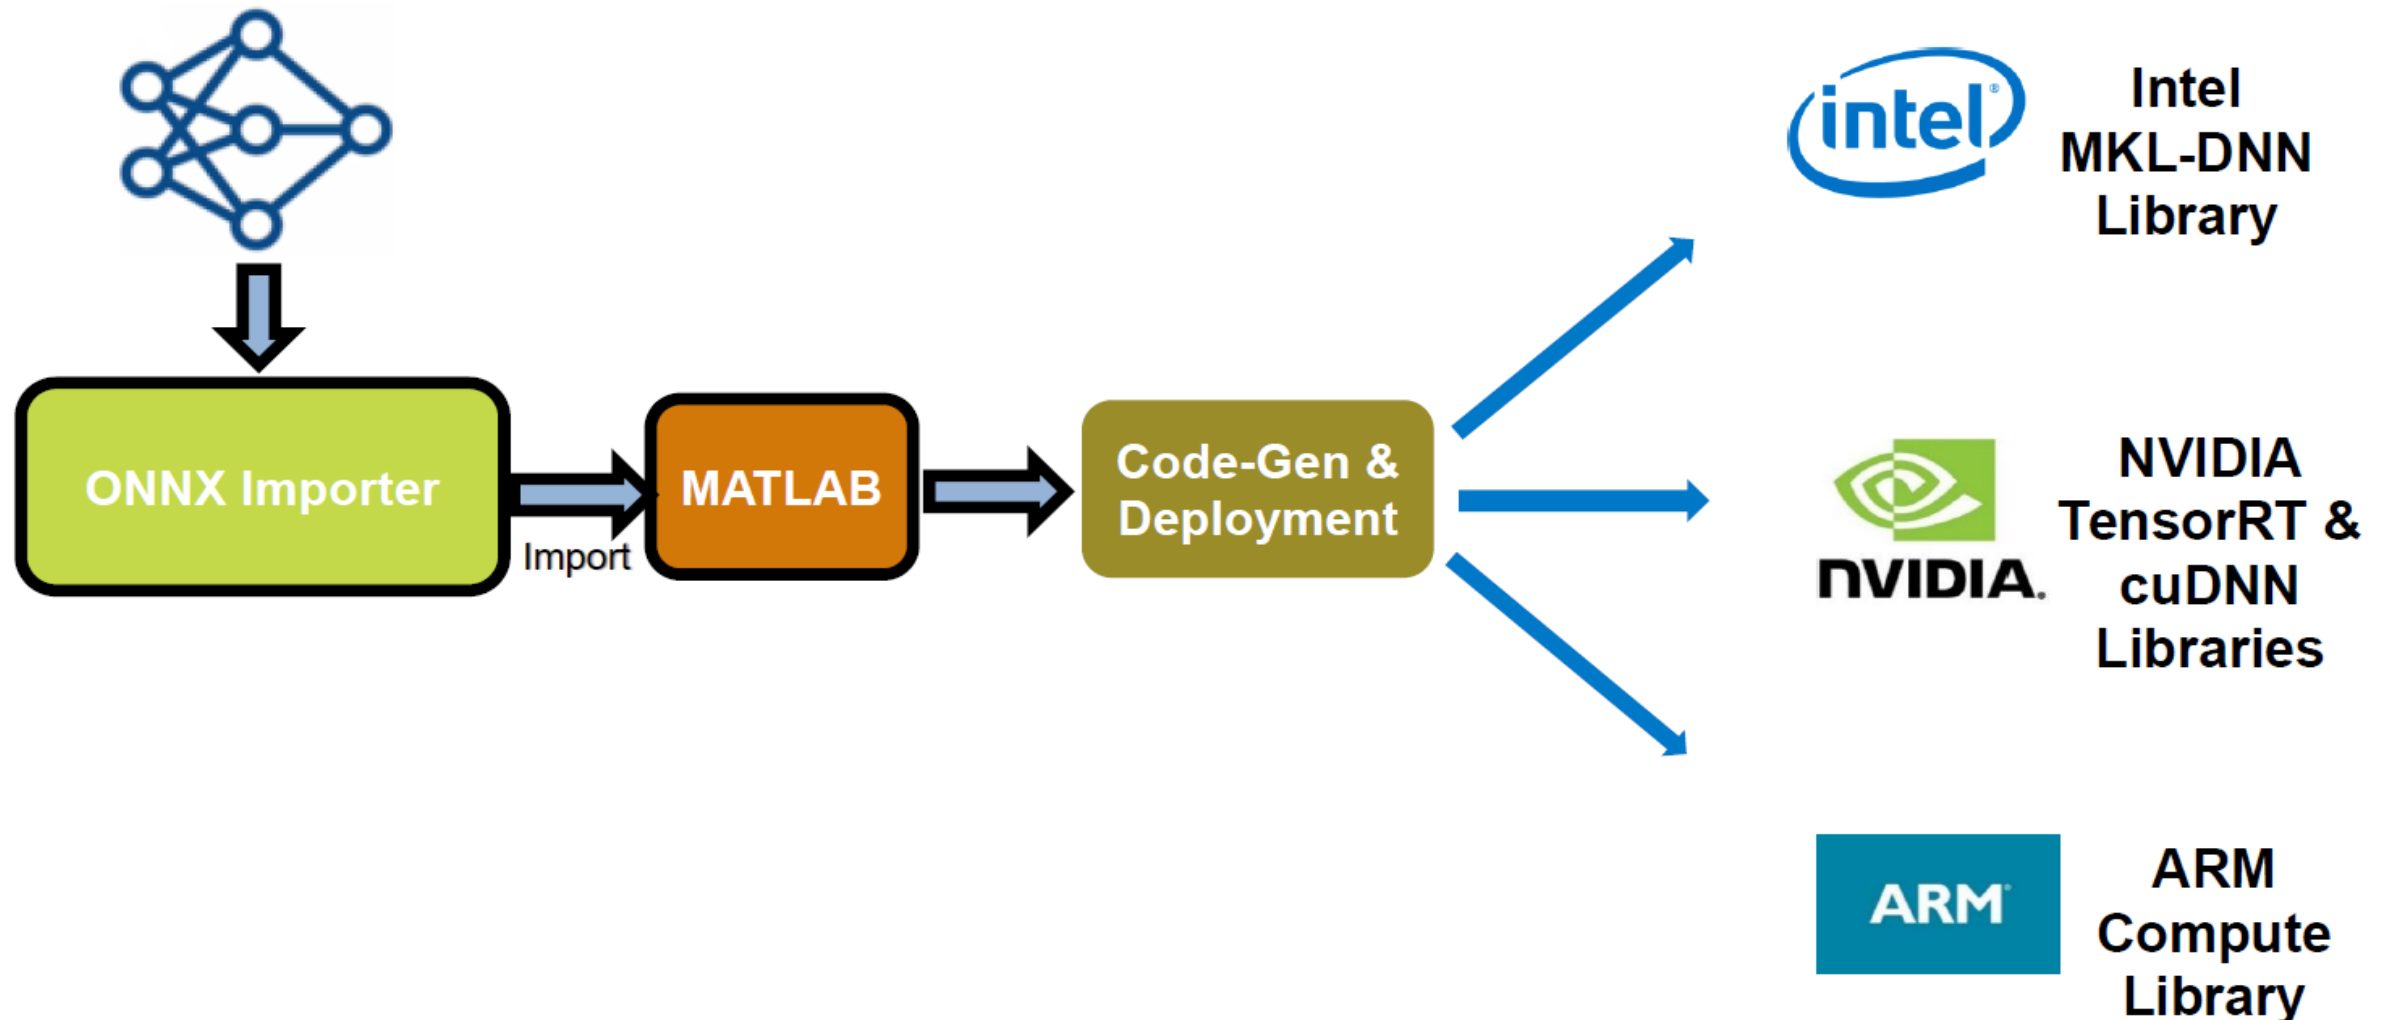 ONNX Importer
Import
MATLAB
Code-Gen &
Deployment
intel®
Intel
MKL-DNN
Library
nVIDIA.
NVIDIA
TensorRT &
cuDNN
Libraries
ARM®
ARM
Compute
Library